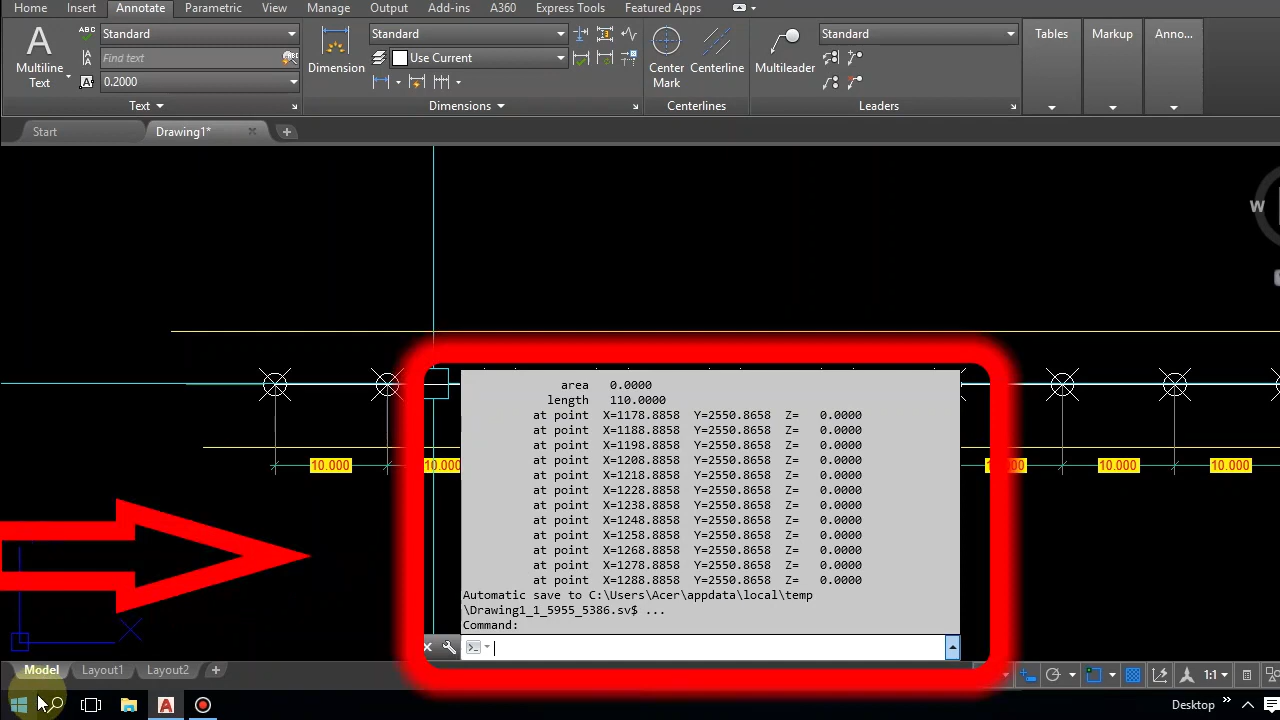 Home Insert Annotate Parametric View Manage Output Add-ins A360 Express Tools Featured Apps
ABC Standard Standard Use Current Standard
Multiline Text
Find text
A 0.2000
Dimension
Center Mark
Centerline
Multileader
Tables Markup Anno...
Text Dimensions Centerlines Leaders
Start Drawing1*
W
area 0.0000
length 110.0000
at point X=1178.8858 Y=2550.8658 Z= 0.0000
at point X=1188.8858 Y=2550.8658 Z= 0.0000
at point X=1198.8858 Y=2550.8658 Z= 0.0000
at point X=1208.8858 Y=2550.8658 Z= 0.0000
at point X=1218.8858 Y=2550.8658 Z= 0.0000
at point X=1228.8858 Y=2550.8658 Z= 0.0000
at point X=1238.8858 Y=2550.8658 Z= 0.0000
at point X=1248.8858 Y=2550.8658 Z= 0.0000
at point X=1258.8858 Y=2550.8658 Z= 0.0000
at point X=1268.8858 Y=2550.8658 Z= 0.0000
at point X=1278.8858 Y=2550.8658 Z= 0.0000
at point X=1288.8858 Y=2550.8658 Z= 0.0000
Automatic save to C:\Users\Acer\appdata\local\temp
\Drawing1_1_5955_5386.sv$ ...
Command:
10.000 10.000 10.000 10.000
X
Model Layout1 Layout2 1:1
Desktop